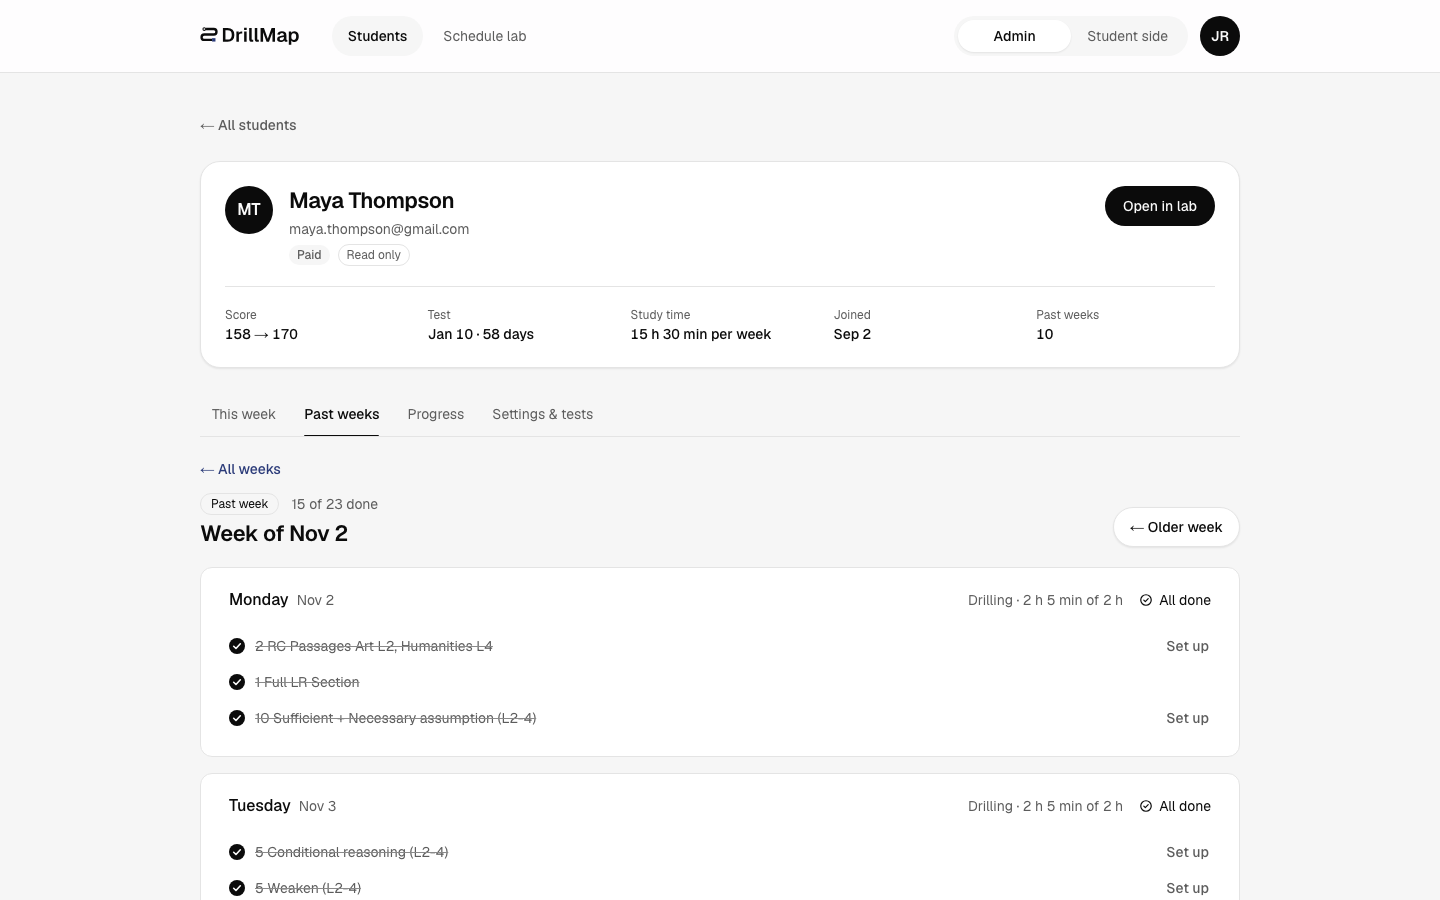 DrillMap
Students
Schedule lab
Admin
Student side
JR
← All students
MT
Maya Thompson
maya.thompson@gmail.com
Paid
Read only
Open in lab
Score
158 → 170
Test
Jan 10 · 58 days
Study time
15 h 30 min per week
Joined
Sep 2
Past weeks
10
This week
Past weeks
Progress
Settings & tests
← All weeks
Past week
15 of 23 done
Week of Nov 2
← Older week
Monday Nov 2
Drilling · 2 h 5 min of 2 h
All done
2 RC Passages Art L2, Humanities L4
Set up
1 Full LR Section
10 Sufficient + Necessary assumption (L2-4)
Set up
Tuesday Nov 3
Drilling · 2 h 5 min of 2 h
All done
5 Conditional reasoning (L2-4)
Set up
5 Weaken (L2-4)
Set up